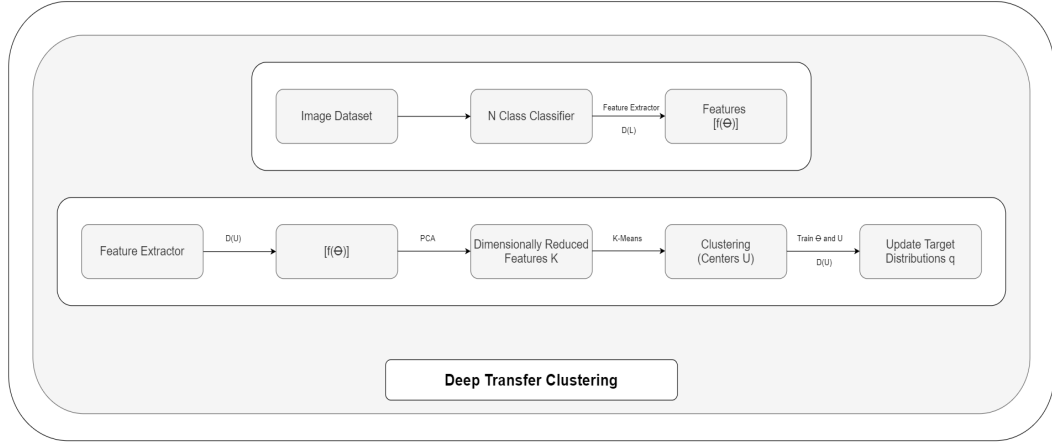 Image Dataset
N Class Classifier
Feature Extractor
D(L)
Features
[f(Ө)]
Feature Extractor
D(U)
[f(Ө)]
PCA
Dimensionally Reduced
Features K
K-Means
Clustering
(Centers U)
Train Ө and U
D(U)
Update Target
Distributions q
Deep Transfer Clustering